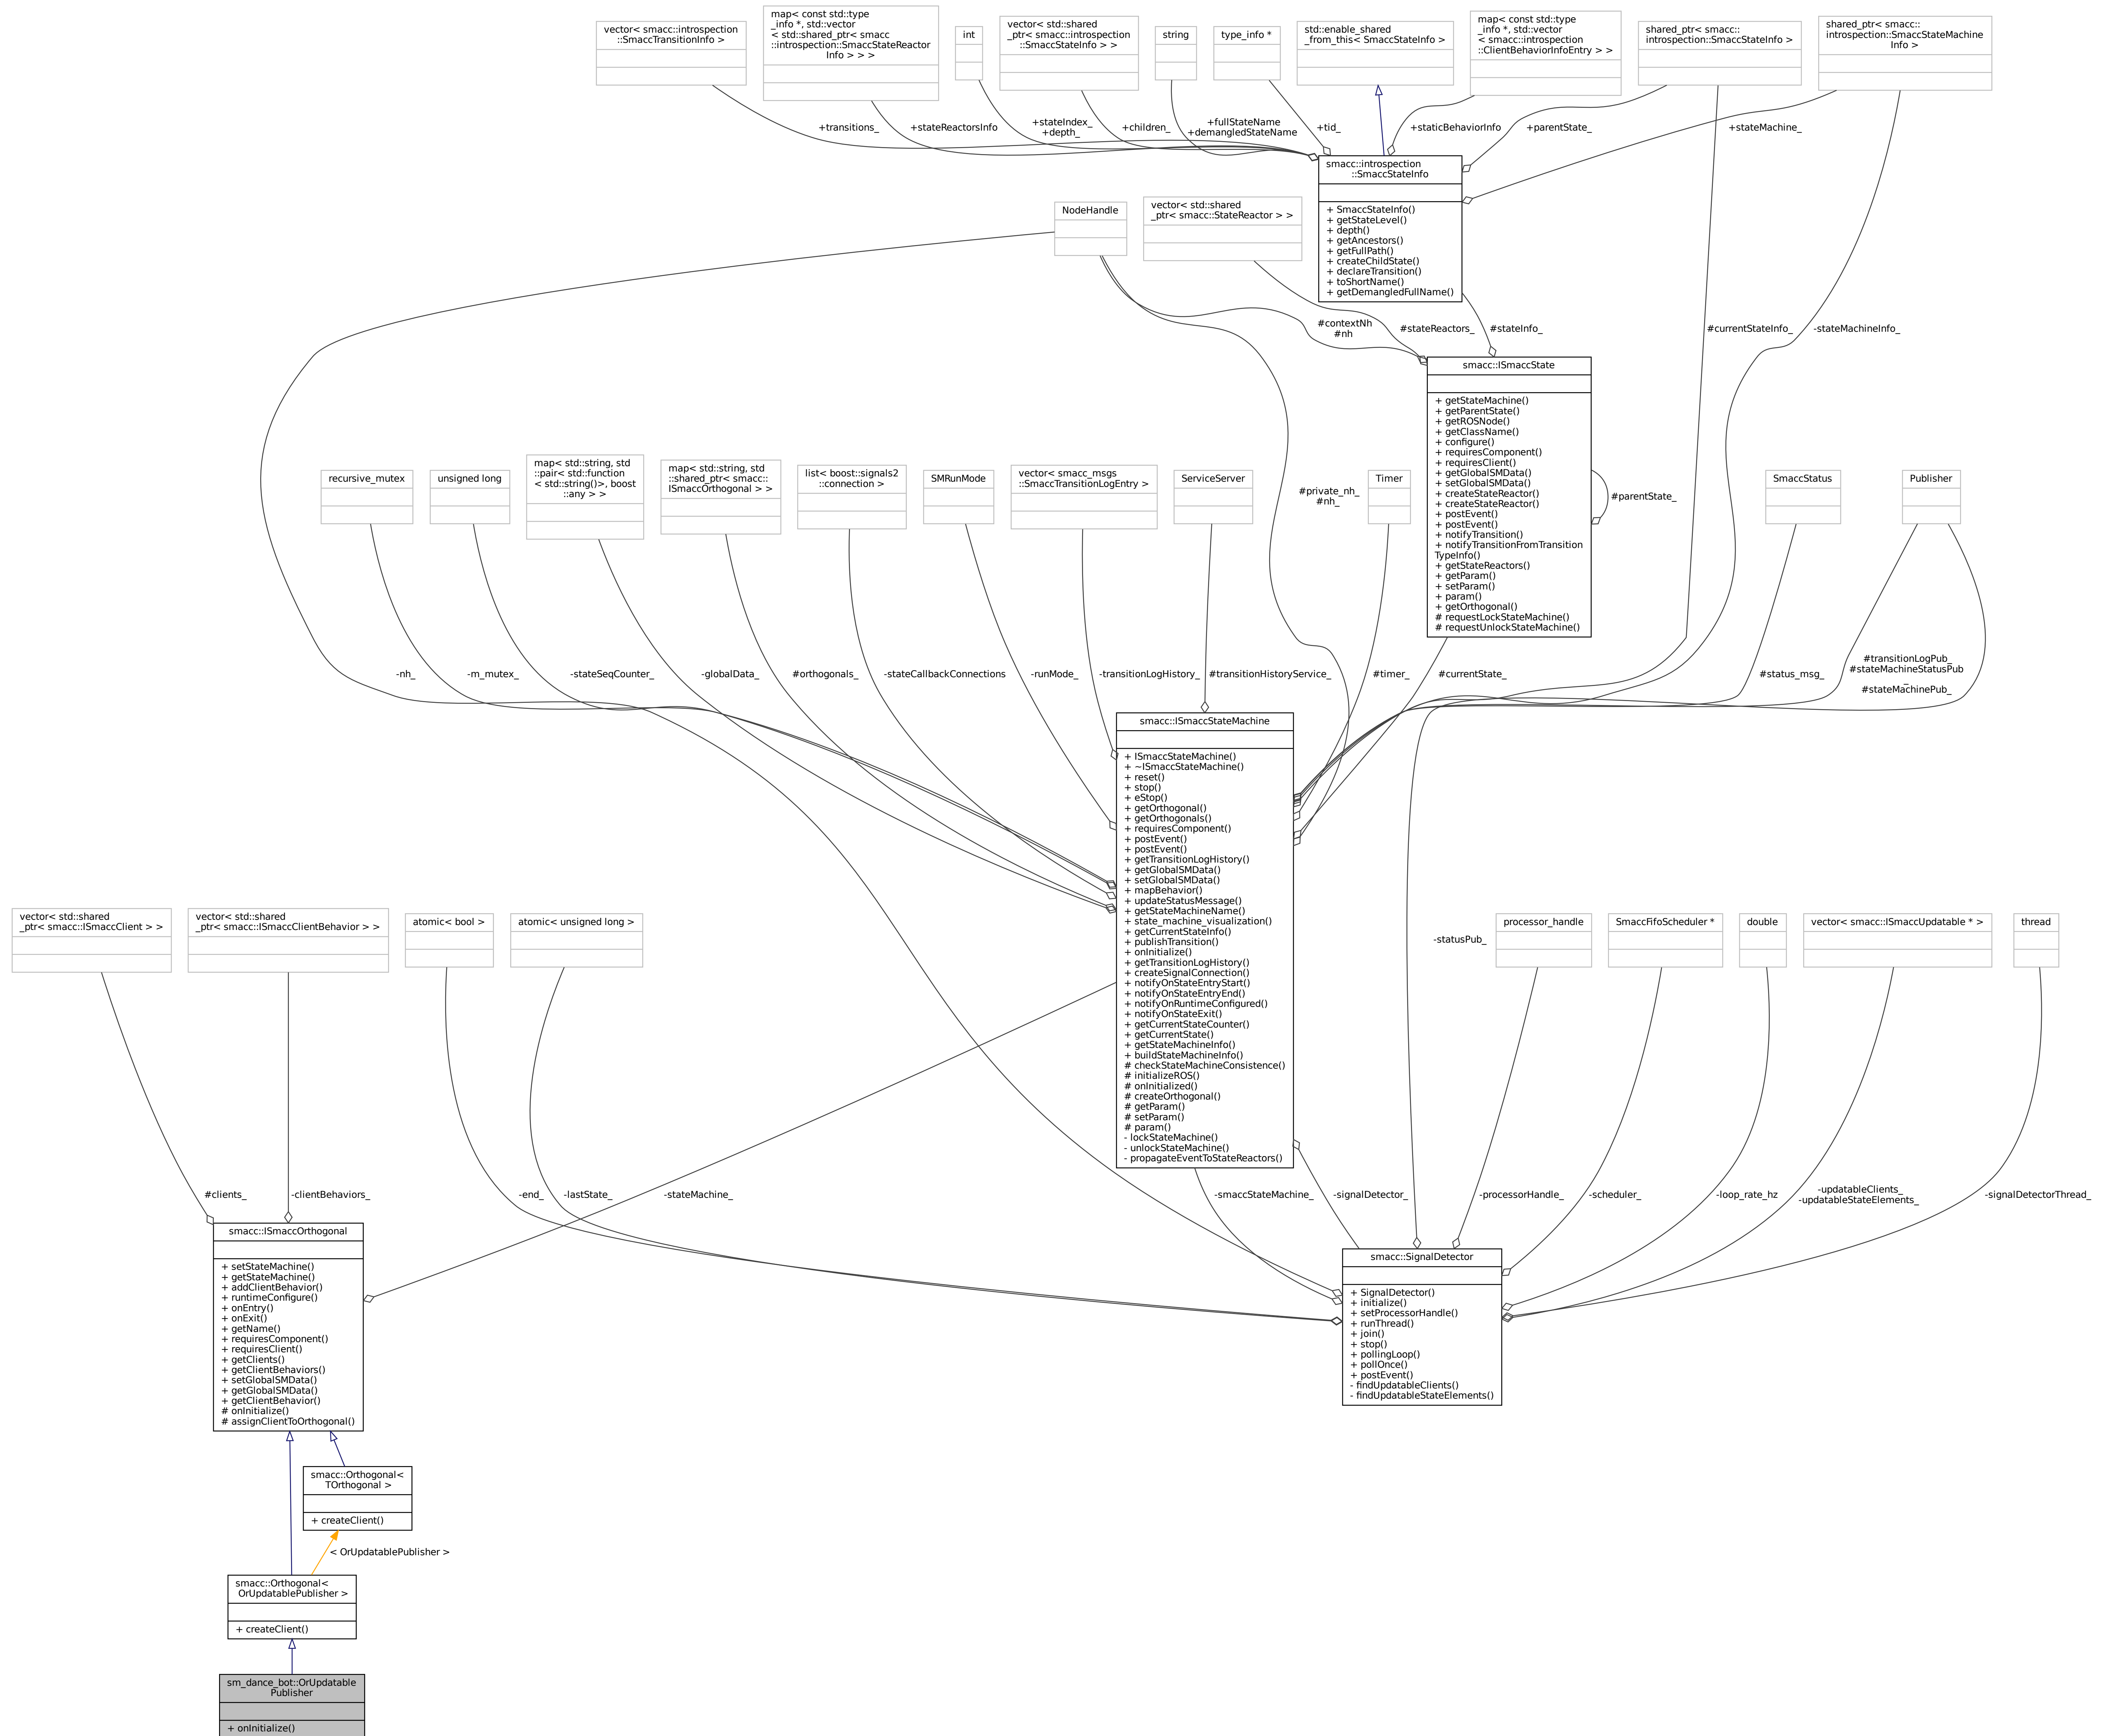 vector< smacc::introspection
::SmaccTransitionInfo >
map< const std::type
_info *, std::vector
< std::shared_ptr< smacc
::introspection::SmaccStateReactor
Info > > >
int
vector< std::shared
_ptr< smacc::introspection
::SmaccStateInfo > >
string
type_info *
std::enable_shared
_from_this< SmaccStateInfo >
map< const std::type
_info *, std::vector
< smacc::introspection
::ClientBehaviorInfoEntry > >
shared_ptr< smacc::
introspection::SmaccStateInfo >
shared_ptr< smacc::
introspection::SmaccStateMachine
Info >
+transitions_
+stateReactorsInfo
+stateIndex_
+depth_
+children_
+fullStateName
+demangledStateName
+tid_
+staticBehaviorInfo
+parentState_
+stateMachine_
smacc::introspection
::SmaccStateInfo
+ SmaccStateInfo()
+ getStateLevel()
+ depth()
+ getAncestors()
+ getFullPath()
+ createChildState()
+ declareTransition()
+ toShortName()
+ getDemangledFullName()
NodeHandle
vector< std::shared
_ptr< smacc::StateReactor > >
#contextNh
#nh
#stateReactors_
#stateInfo_
#currentStateInfo_
-stateMachineInfo_
smacc::ISmaccState
+ getStateMachine()
+ getParentState()
+ getROSNode()
+ getClassName()
+ configure()
+ requiresComponent()
+ requiresClient()
+ getGlobalSMData()
+ setGlobalSMData()
+ createStateReactor()
+ createStateReactor()
+ postEvent()
+ postEvent()
+ notifyTransition()
+ notifyTransitionFromTransition
TypeInfo()
+ getStateReactors()
+ getParam()
+ setParam()
+ param()
+ getOrthogonal()
# requestLockStateMachine()
# requestUnlockStateMachine()
#parentState_
recursive_mutex
unsigned long
map< std::string, std
::pair< std::function
< std::string()>, boost
::any > >
map< std::string, std
::shared_ptr< smacc::
ISmaccOrthogonal > >
list< boost::signals2
::connection >
SMRunMode
vector< smacc_msgs
::SmaccTransitionLogEntry >
ServiceServer
#private_nh_
#nh_
Timer
SmaccStatus
Publisher
-nh_
-m_mutex_
-stateSeqCounter_
-globalData_
#orthogonals_
-stateCallbackConnections
-runMode_
-transitionLogHistory_
#transitionHistoryService_
#timer_
#currentState_
#status_msg_
#transitionLogPub_
#stateMachineStatusPub
_
#stateMachinePub_
smacc::ISmaccStateMachine
+ ISmaccStateMachine()
+ ~ISmaccStateMachine()
+ reset()
+ stop()
+ eStop()
+ getOrthogonal()
+ getOrthogonals()
+ requiresComponent()
+ postEvent()
+ postEvent()
+ getTransitionLogHistory()
+ getGlobalSMData()
+ setGlobalSMData()
+ mapBehavior()
+ updateStatusMessage()
+ getStateMachineName()
+ state_machine_visualization()
+ getCurrentStateInfo()
+ publishTransition()
+ onInitialize()
+ getTransitionLogHistory()
+ createSignalConnection()
+ notifyOnStateEntryStart()
+ notifyOnStateEntryEnd()
+ notifyOnRuntimeConfigured()
+ notifyOnStateExit()
+ getCurrentStateCounter()
+ getCurrentState()
+ getStateMachineInfo()
+ buildStateMachineInfo()
# checkStateMachineConsistence()
# initializeROS()
# onInitialized()
# createOrthogonal()
# getParam()
# setParam()
# param()
- lockStateMachine()
- unlockStateMachine()
- propagateEventToStateReactors()
vector< std::shared
_ptr< smacc::ISmaccClient > >
vector< std::shared
_ptr< smacc::ISmaccClientBehavior > >
atomic< bool >
atomic< unsigned long >
-statusPub_
processor_handle
SmaccFifoScheduler *
double
vector< smacc::ISmaccUpdatable * >
thread
#clients_
-clientBehaviors_
-end_
-lastState_
-stateMachine_
-smaccStateMachine_
-signalDetector_
-processorHandle_
-scheduler_
-loop_rate_hz
-updatableClients_
-updatableStateElements_
-signalDetectorThread_
smacc::ISmaccOrthogonal
+ setStateMachine()
+ getStateMachine()
+ addClientBehavior()
+ runtimeConfigure()
+ onEntry()
+ onExit()
+ getName()
+ requiresComponent()
+ requiresClient()
+ getClients()
+ getClientBehaviors()
+ setGlobalSMData()
+ getGlobalSMData()
+ getClientBehavior()
# onInitialize()
# assignClientToOrthogonal()
smacc::SignalDetector
+ SignalDetector()
+ initialize()
+ setProcessorHandle()
+ runThread()
+ join()
+ stop()
+ pollingLoop()
+ pollOnce()
+ postEvent()
- findUpdatableClients()
- findUpdatableStateElements()
smacc::Orthogonal<
TOrthogonal >
+ createClient()
< OrUpdatablePublisher >
smacc::Orthogonal<
OrUpdatablePublisher >
+ createClient()
sm_dance_bot::OrUpdatable
Publisher
+ onInitialize()